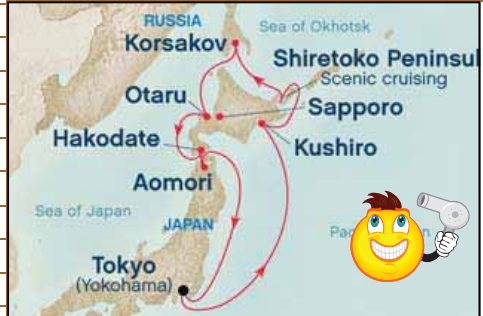 RUSSIA
Sea of Okhotsk
Korsakov
Shiretoko Peninsul
Scenic cruising
Otaru
Sapporo
Hakodate
Kushiro
Aomori
Sea of Japan
JAPAN
Tokyo
(Yokohama)